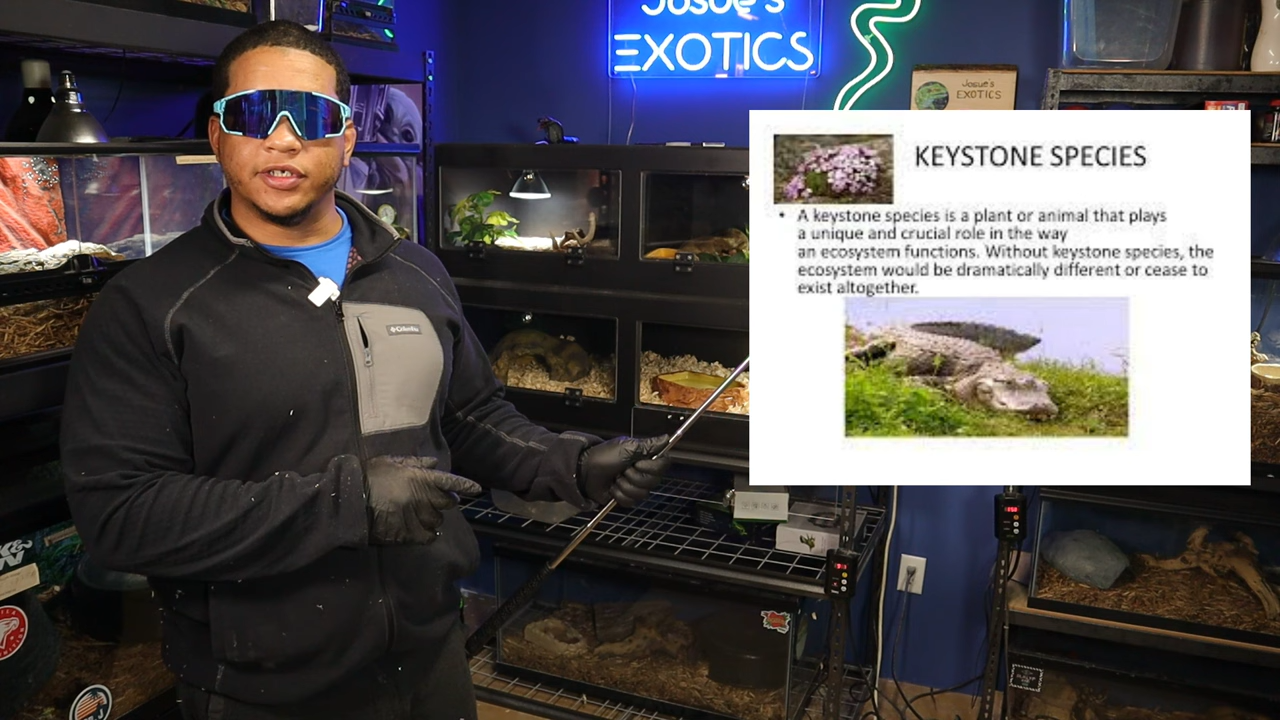 Josue's
EXOTICS
Josue's
EXOTICS
KEYSTONE SPECIES
• A keystone species is a plant or animal that plays
a unique and crucial role in the way
an ecosystem functions. Without keystone species, the
ecosystem would be dramatically different or cease to
exist altogether.
Columbia